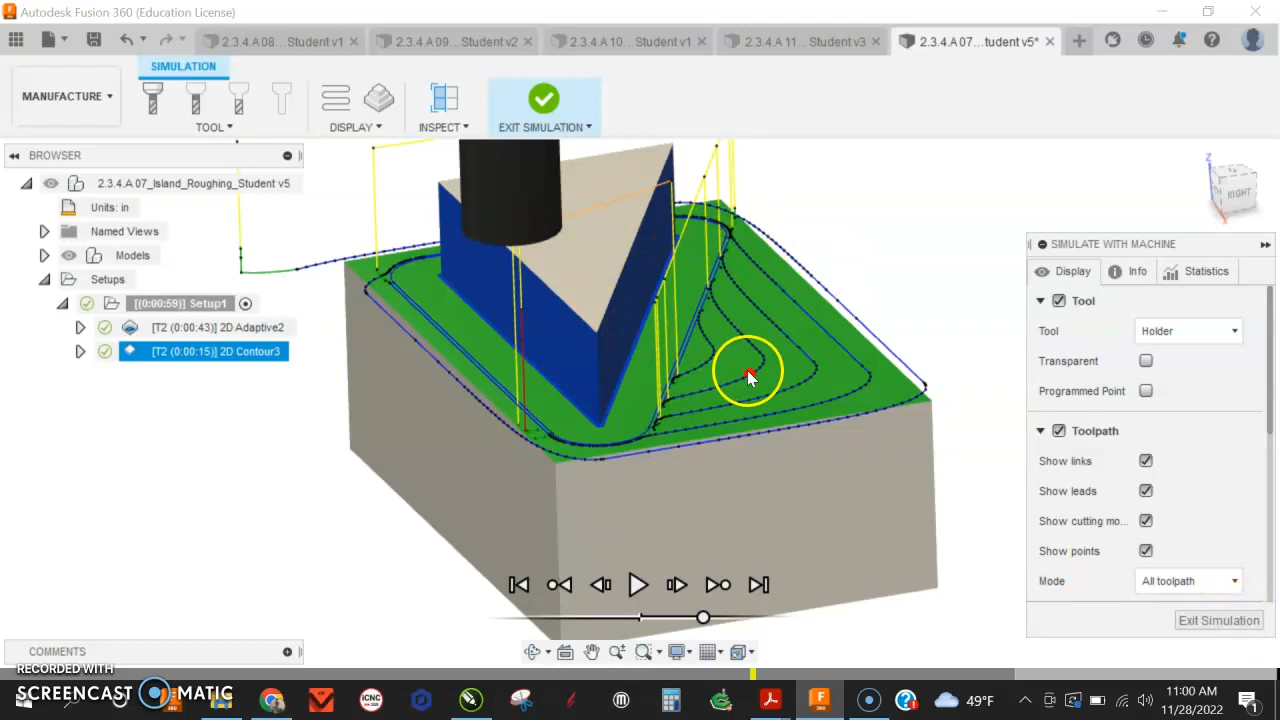 Autodesk Fusion 360 (Education License)
2.3.4.A 08...Student v1
2.3.4.A 09...Student v2
2.3.4.A 10...Student v1
2.3.4.A 11...Student v3
2.3.4.A 07...tudent v5*
SIMULATION
MANUFACTURE
TOOL
DISPLAY
INSPECT
EXIT SIMULATION
BROWSER
2.3.4.A 07_Island_Roughing_Student v5
Units: in
Named Views
Models
Setups
[(0:00:59)] Setup1
[T2 (0:00:43)] 2D Adaptive2
[T2 (0:00:15)] 2D Contour3
Z
X
RIGHT
SIMULATE WITH MACHINE
Display
Info
Statistics
Tool
Tool Holder
Transparent
Programmed Point
Toolpath
Show links
Show leads
Show cutting mo...
Show points
Mode All toolpath
Exit Simulation
COMMENTS
RECORDED WITH
SCREENCAST MATIC
iCNC
F
360
49°F
11:00 AM
11/28/2022
1